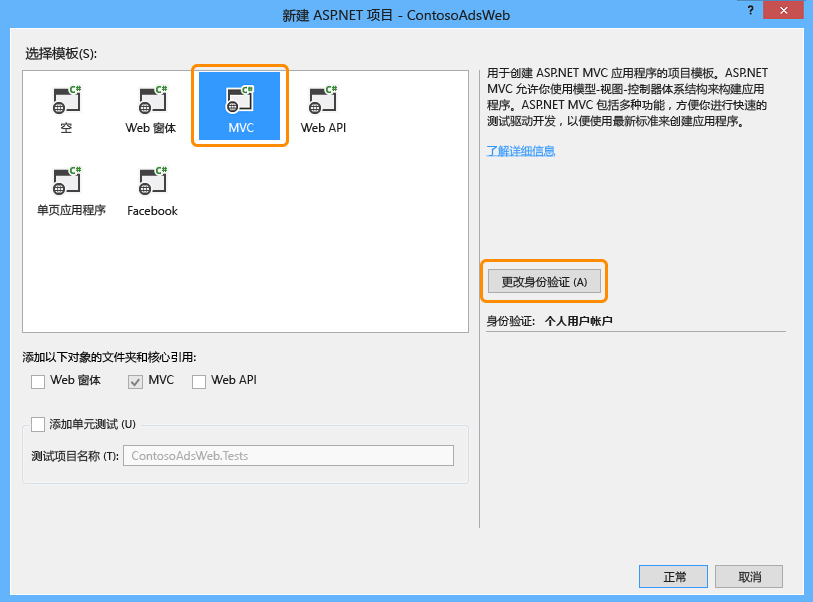 新建 ASP.NET 项目 - ContosoAdsWeb
?
选择模板(S):
C#
空
C#
Web 窗体
C#
MVC
C#
Web API
C#
单页应用程序
C#
Facebook
用于创建 ASP.NET MVC 应用程序的项目模板。ASP.NET
MVC 允许你使用模型-视图-控制器体系结构来构建应用
程序。ASP.NET MVC 包括多种功能，方便你进行快速的
测试驱动开发，以便使用最新标准来创建应用程序。
了解详细信息
更改身份验证 (A)
身份验证: 个人用户帐户
添加以下对象的文件夹和核心引用:
Web 窗体 MVC Web API
添加单元测试 (U)
测试项目名称 (T): ContosoAdsWeb.Tests
正常 取消